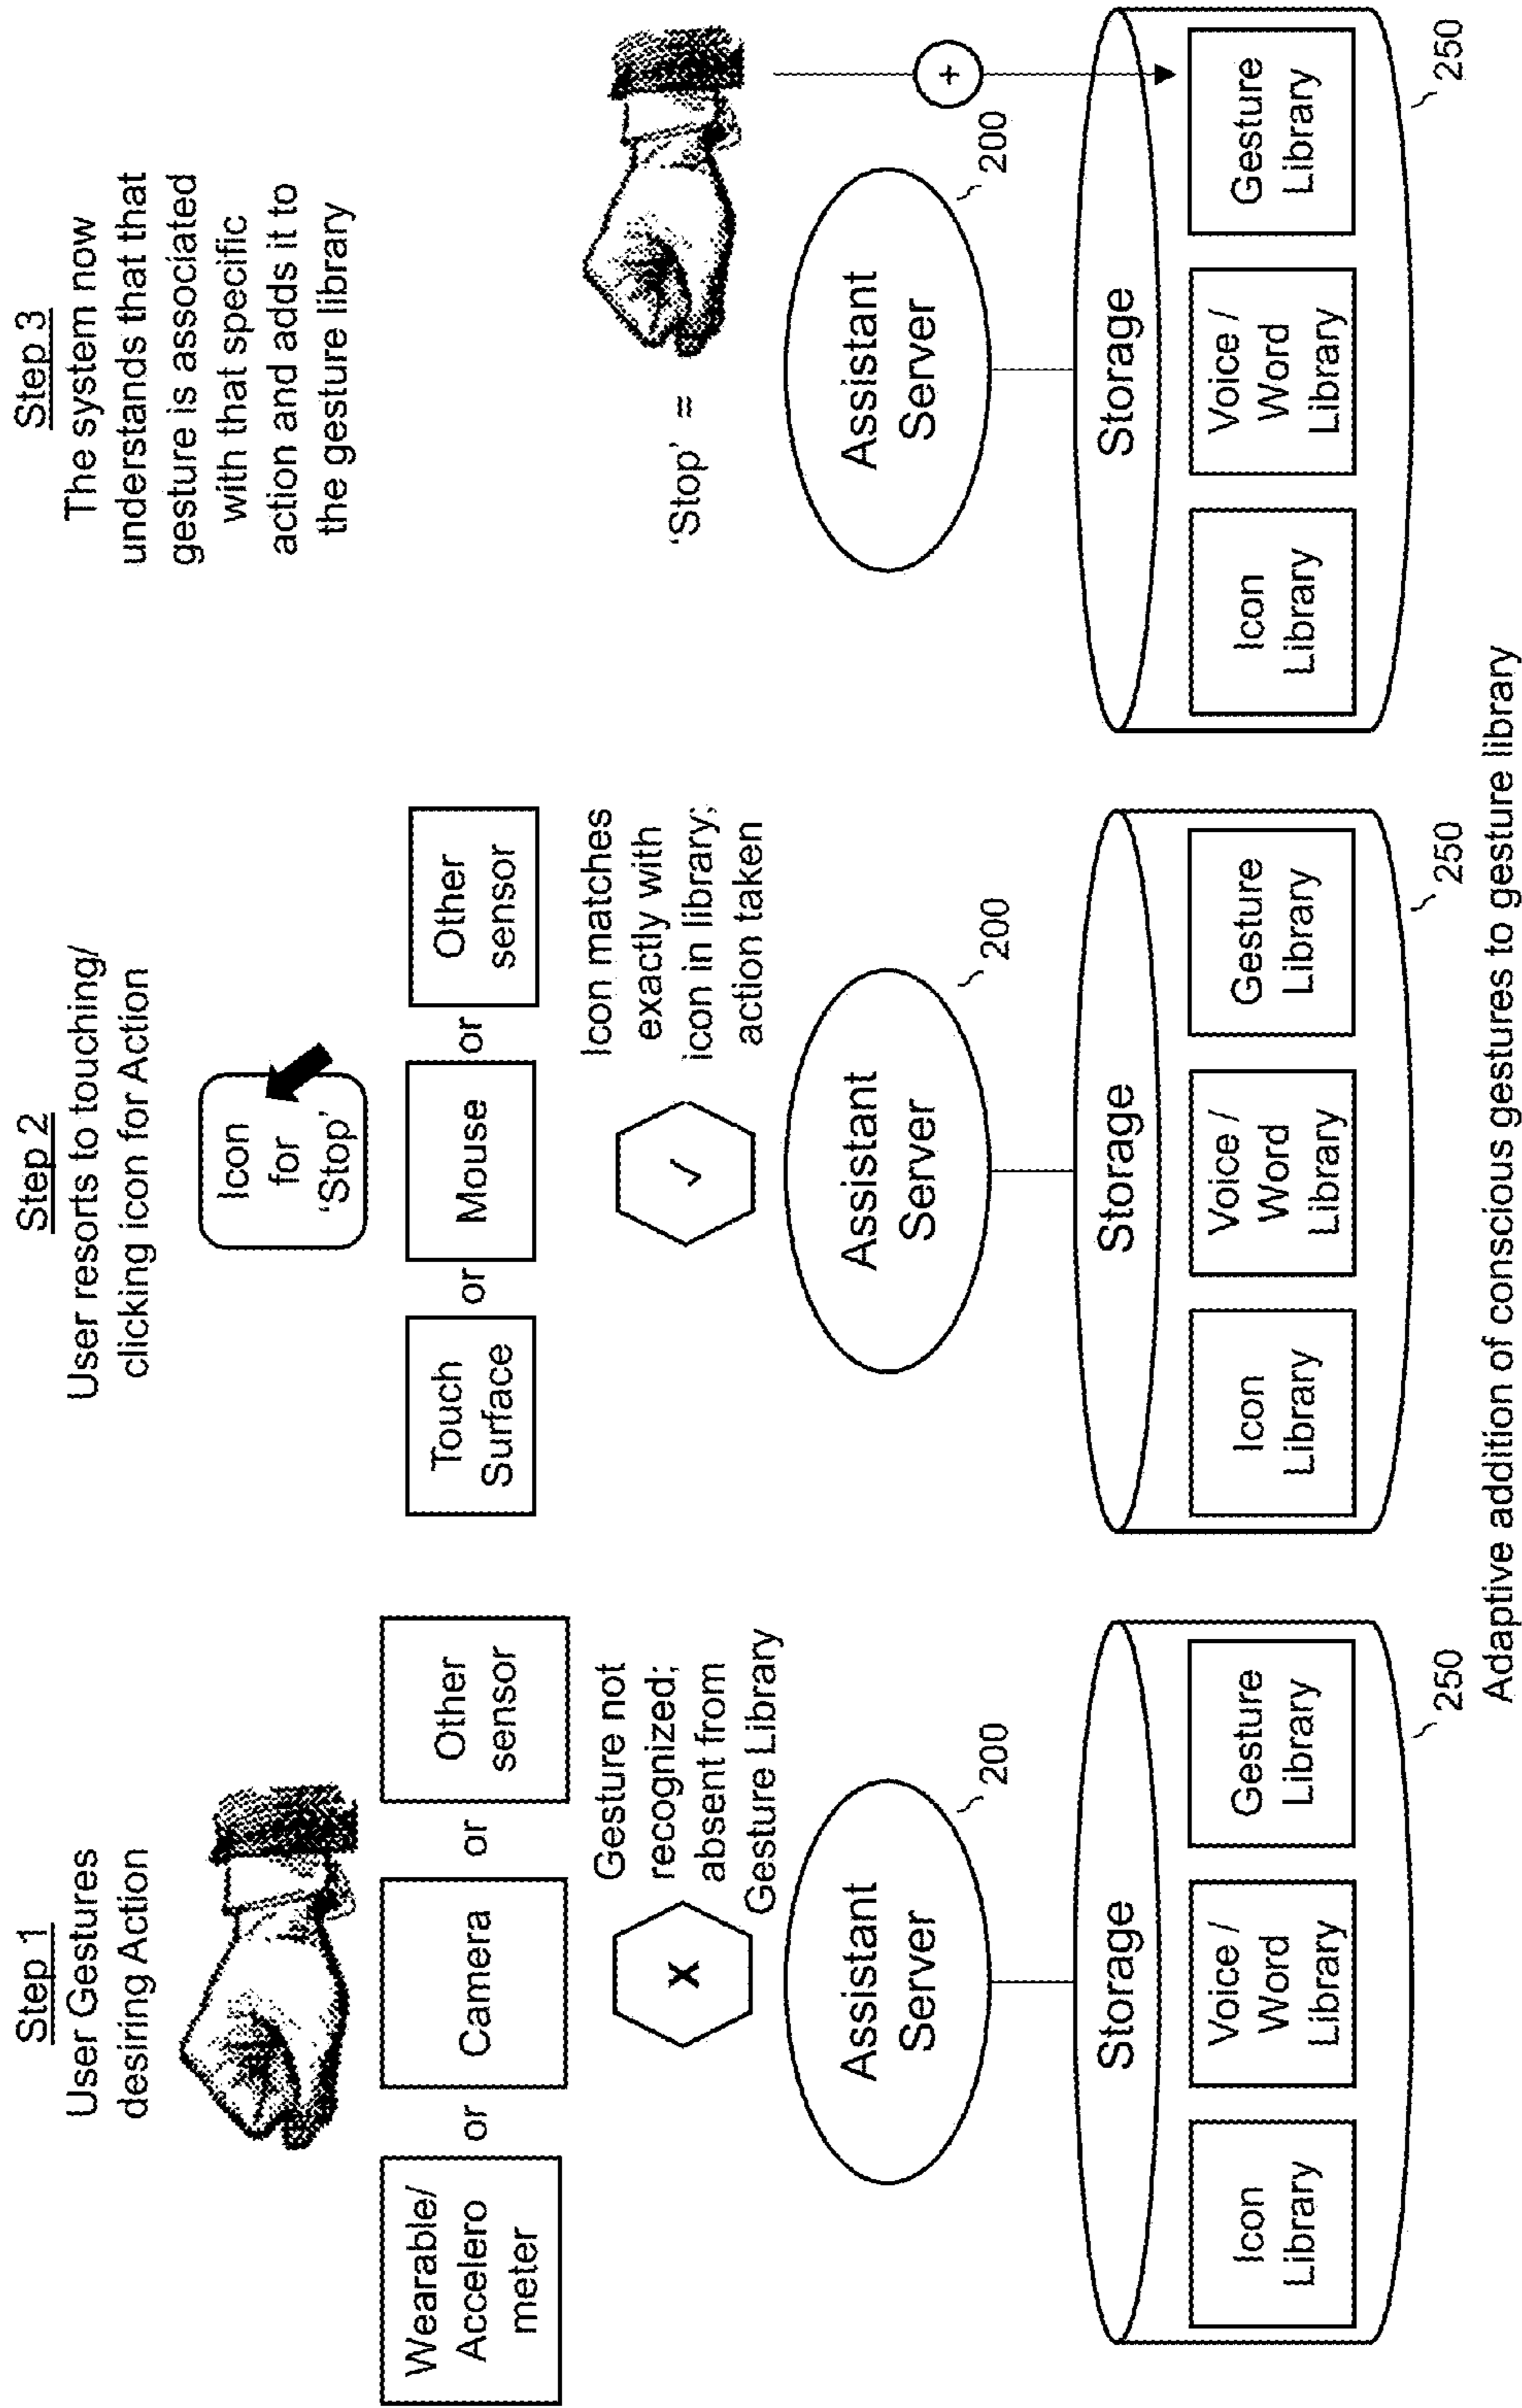 Step 1
User Gestures
desiring Action
Wearable/
Accelero
meter
or
Camera
or
Other
sensor
X
Gesture not
recognized;
absent from
Gesture Library
Assistant
Server
200
Storage
Icon
Library
Voice /
Word
Library
Gesture
Library
250
Step 2
User resorts to touching/
clicking icon for Action
Icon
for
‘Stop’
Touch
Surface
or
Mouse
or
Other
sensor
✓
Icon matches
exactly with
icon in library;
action taken
Assistant
Server
200
Storage
Icon
Library
Voice /
Word
Library
Gesture
Library
250
Step 3
The system now
understands that that
gesture is associated
with that specific
action and adds it to
the gesture library
‘Stop’ =
+
Assistant
Server
200
Storage
Icon
Library
Voice /
Word
Library
Gesture
Library
250
Adaptive addition of conscious gestures to gesture library